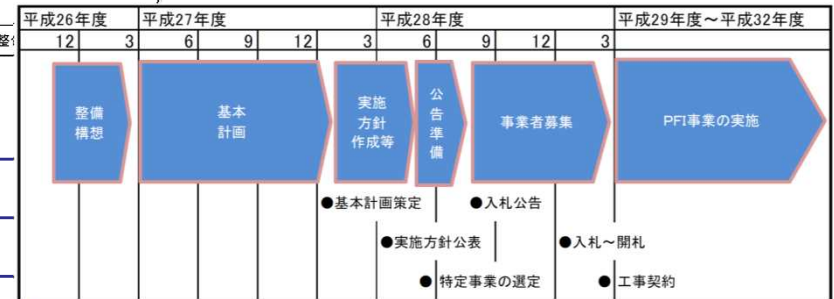 平成26年度 平成27年度 平成28年度 平成29年度～平成32年度
12 3 6 9 12 3 6 9 12 3
整備
構想
基本
計画
実施
方針
作成等
公
告
準
備
事業者募集
PFI事業の実施
●基本計画策定 ●入札公告
●実施方針公表 ●入札～開札
●特定事業の選定 ●工事契約